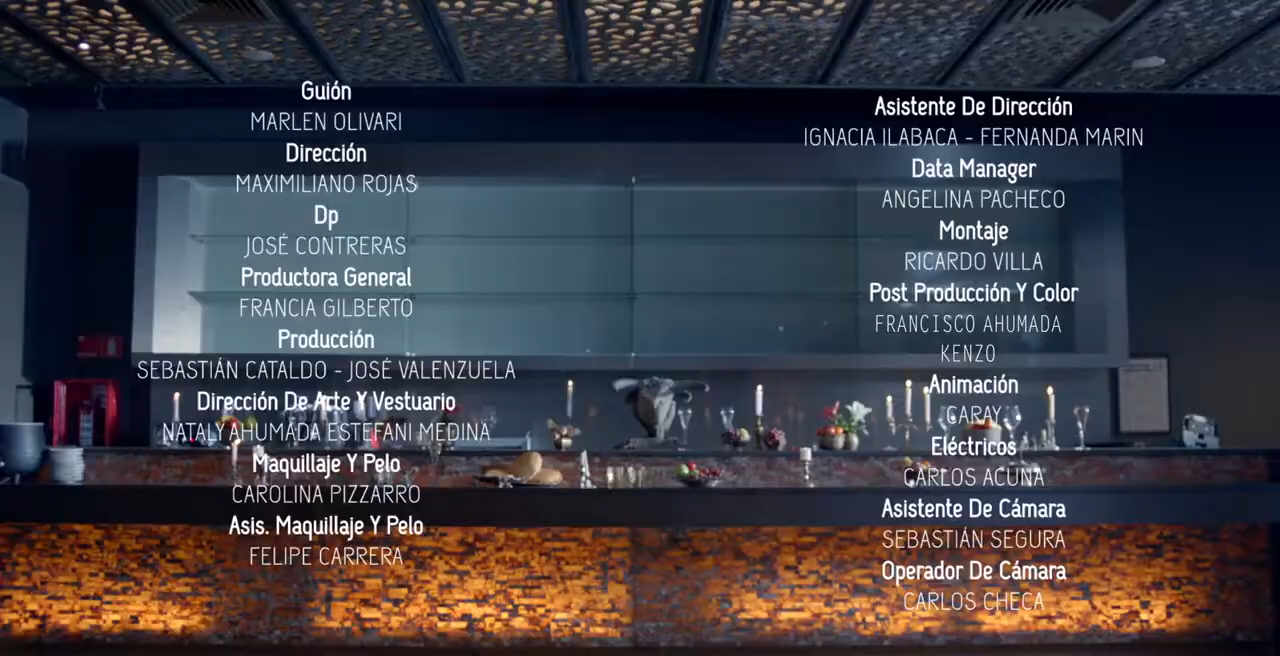 Guión
MARLEN OLIVARI
Dirección
MAXIMILIANO ROJAS
Dp
JOSÉ CONTRERAS
Productora General
FRANCIA GILBERTO
Producción
SEBASTIÁN CATALDO - JOSÉ VALENZUELA
Dirección De Arte Y Vestuario
NATALY AHUMADA ESTEFANI MEDINA
Maquillaje Y Pelo
CAROLINA PIZZARRO
Asis. Maquillaje Y Pelo
FELIPE CARRERA
Asistente De Dirección
IGNACIA ILABACA - FERNANDA MARIN
Data Manager
ANGELINA PACHECO
Montaje
RICARDO VILLA
Post Producción Y Color
FRANCISCO AHUMADA
KENZO
Animación
GARAY
Eléctricos
CARLOS ACUNA
Asistente De Cámara
SEBASTIÁN SEGURA
Operador De Cámara
CARLOS CHECA